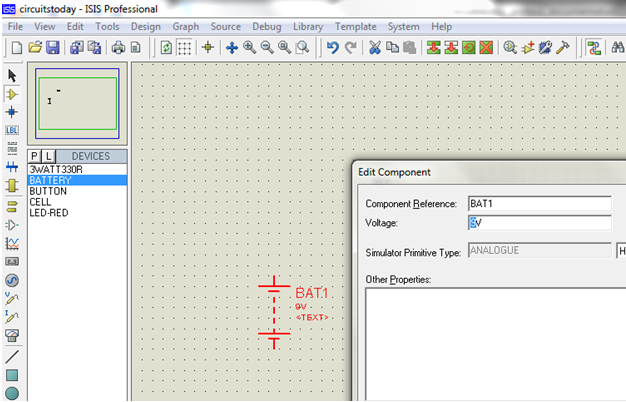 ISIS circuitstoday - ISIS Professional
File View Edit Tools Design Graph Source Debug Library Template System Help
LBL
P L DEVICES
3WATT330R
BATTERY
BUTTON
CELL
LED-RED
Edit Component
Component Reference: BAT1
Voltage: 9V
Simulator Primitive Type: ANALOGUE H
Other Properties:
BAT1
9V
<TEXT>